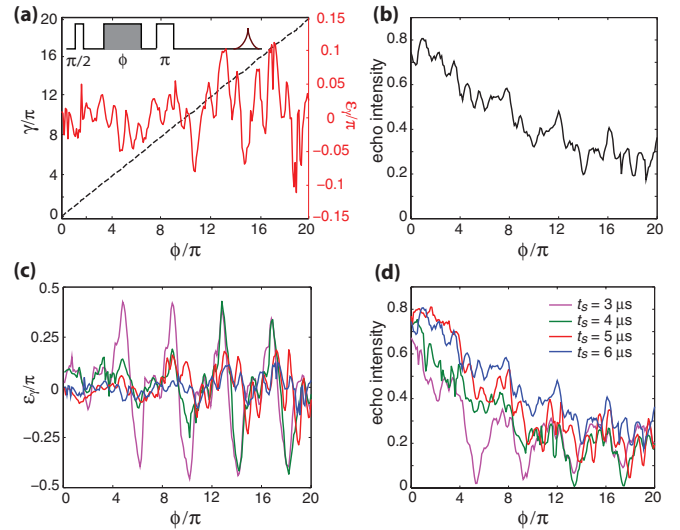 (a)
20
16
12
8
4
0
γ/π
π/2
φ
π
0.15
0.1
0.05
0
−0.05
−0.1
−0.15
εγ/π
0 4 8 12 16 20
φ/π
(b)
0.8
0.6
0.4
0.2
0
echo intensity
0 4 8 12 16 20
φ/π
(c)
0.5
0.25
0
−0.25
−0.5
εγ/π
0 4 8 12 16 20
φ/π
(d)
0.8
0.6
0.4
0.2
0
echo intensity
ts = 3 μs
ts = 4 μs
ts = 5 μs
ts = 6 μs
0 4 8 12 16 20
φ/π